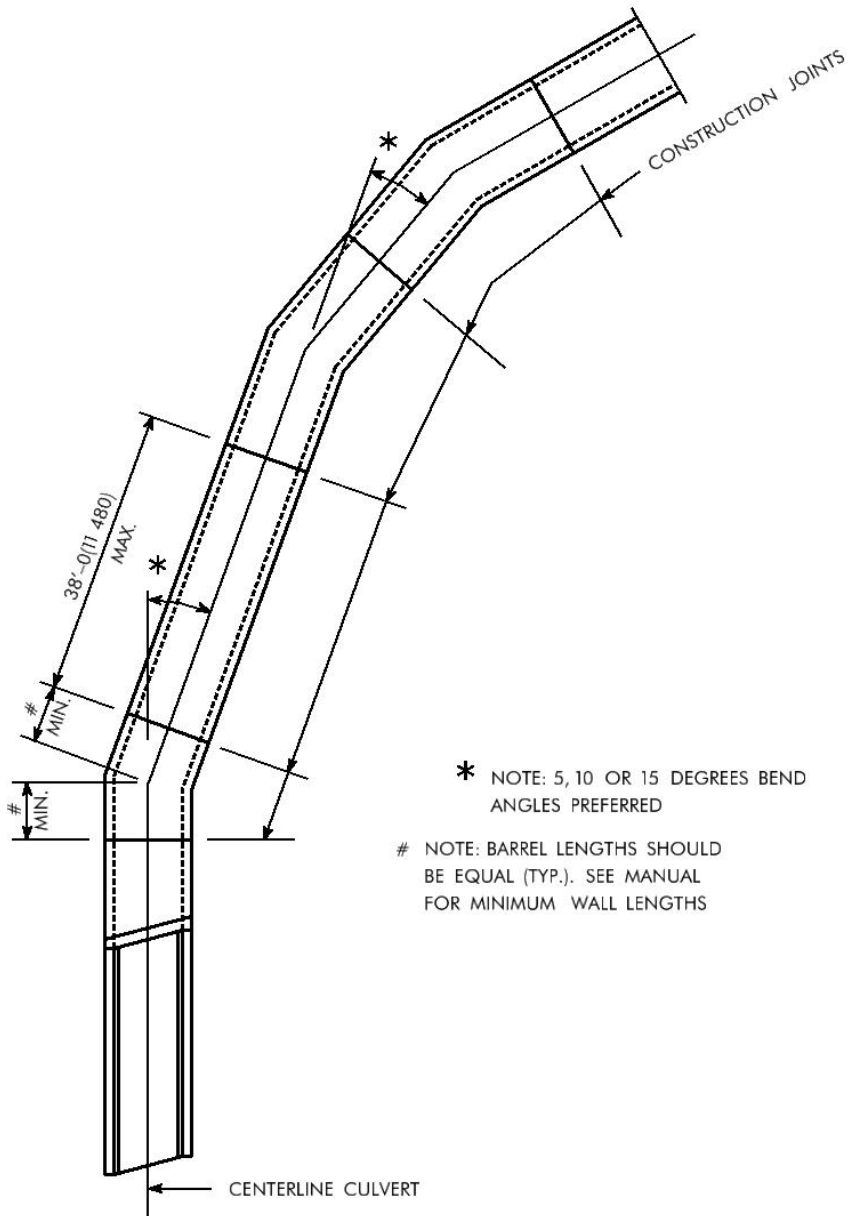 *
CONSTRUCTION JOINTS
38'-0(11 480)
MAX.
*
#
MIN.
#
MIN.
* NOTE: 5, 10 OR 15 DEGREES BEND
ANGLES PREFERRED
# NOTE: BARREL LENGTHS SHOULD
BE EQUAL (TYP.). SEE MANUAL
FOR MINIMUM WALL LENGTHS
CENTERLINE CULVERT